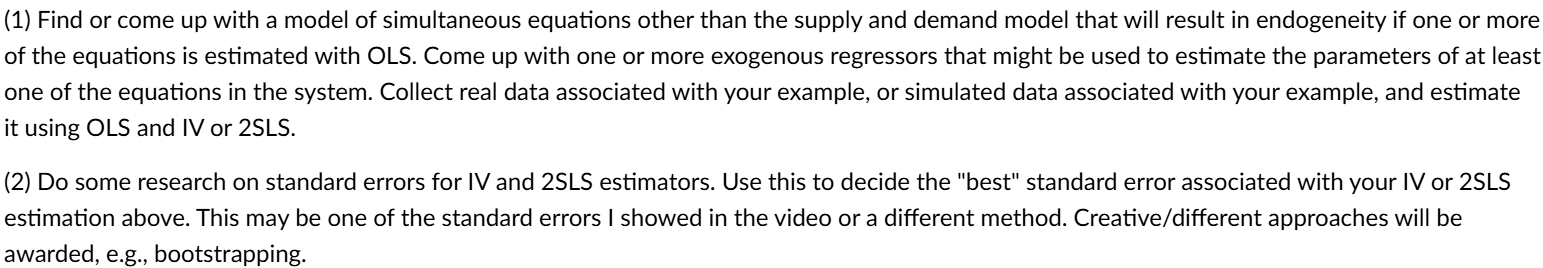 (1) Find or come up with a model of simultaneous equations other than the supply and demand model that will result in endogeneity if one or more
of the equations is estimated with OLS. Come up with one or more exogenous regressors that might be used to estimate the parameters of at least
one of the equations in the system. Collect real data associated with your example, or simulated data associated with your example, and estimate
it using OLS and IV or 2SLS.
(2) Do some research on standard errors for IV and 2SLS estimators. Use this to decide the "best" standard error associated with your IV or 2SLS
estimation above. This may be one of the standard errors I showed in the video or a different method. Creative/different approaches will be
awarded, e.g., bootstrapping.